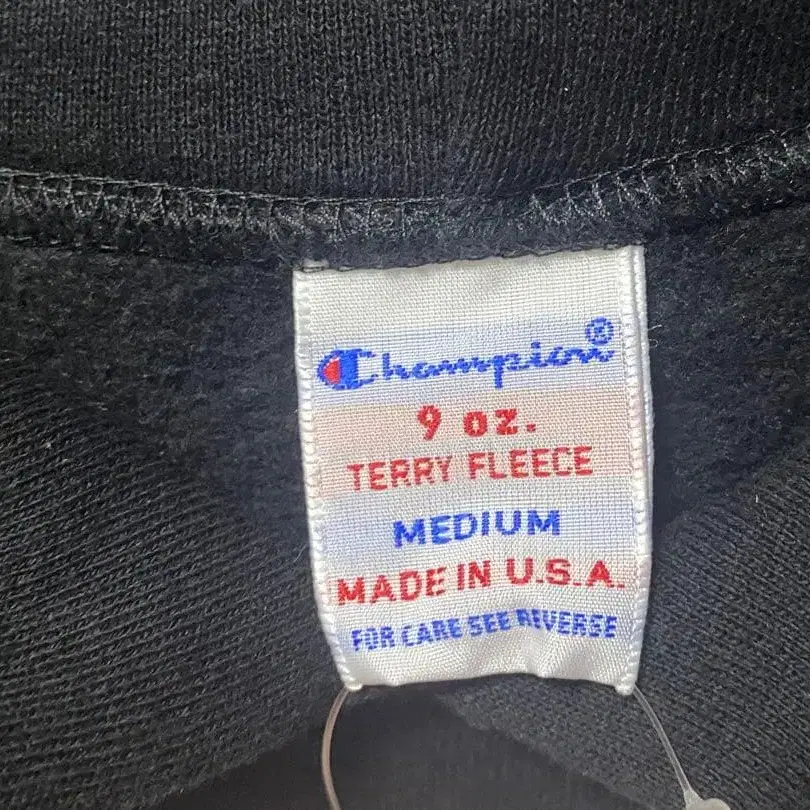 Champion®
9 oz.
TERRY FLEECE
MEDIUM
MADE IN U.S.A.
FOR CARE SEE REVERSE